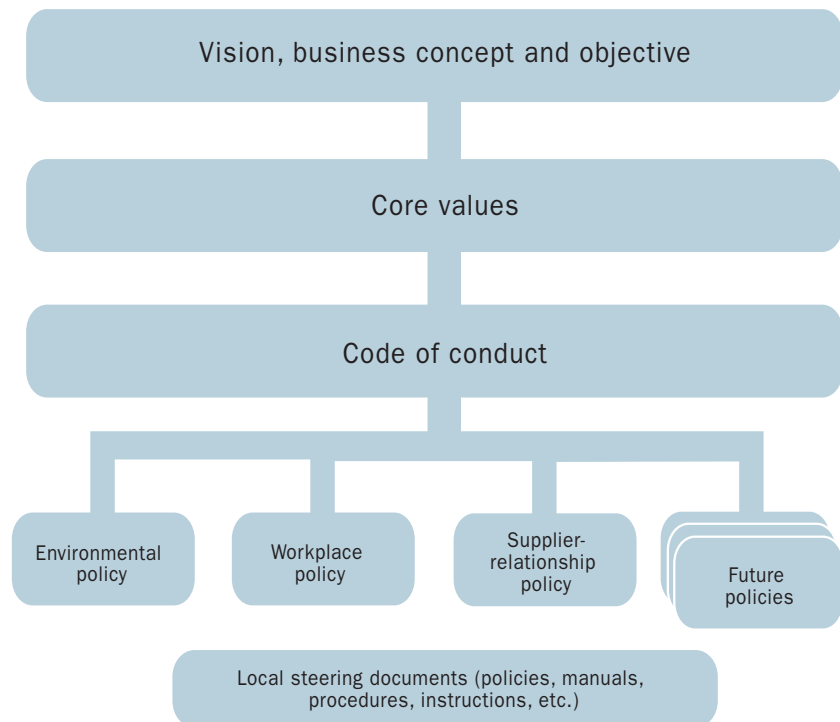 Vision, business concept and objective
Core values
Code of conduct
Environmental
policy
Workplace
policy
Supplier-
relationship
policy
Future
policies
Local steering documents (policies, manuals,
procedures, instructions, etc.)